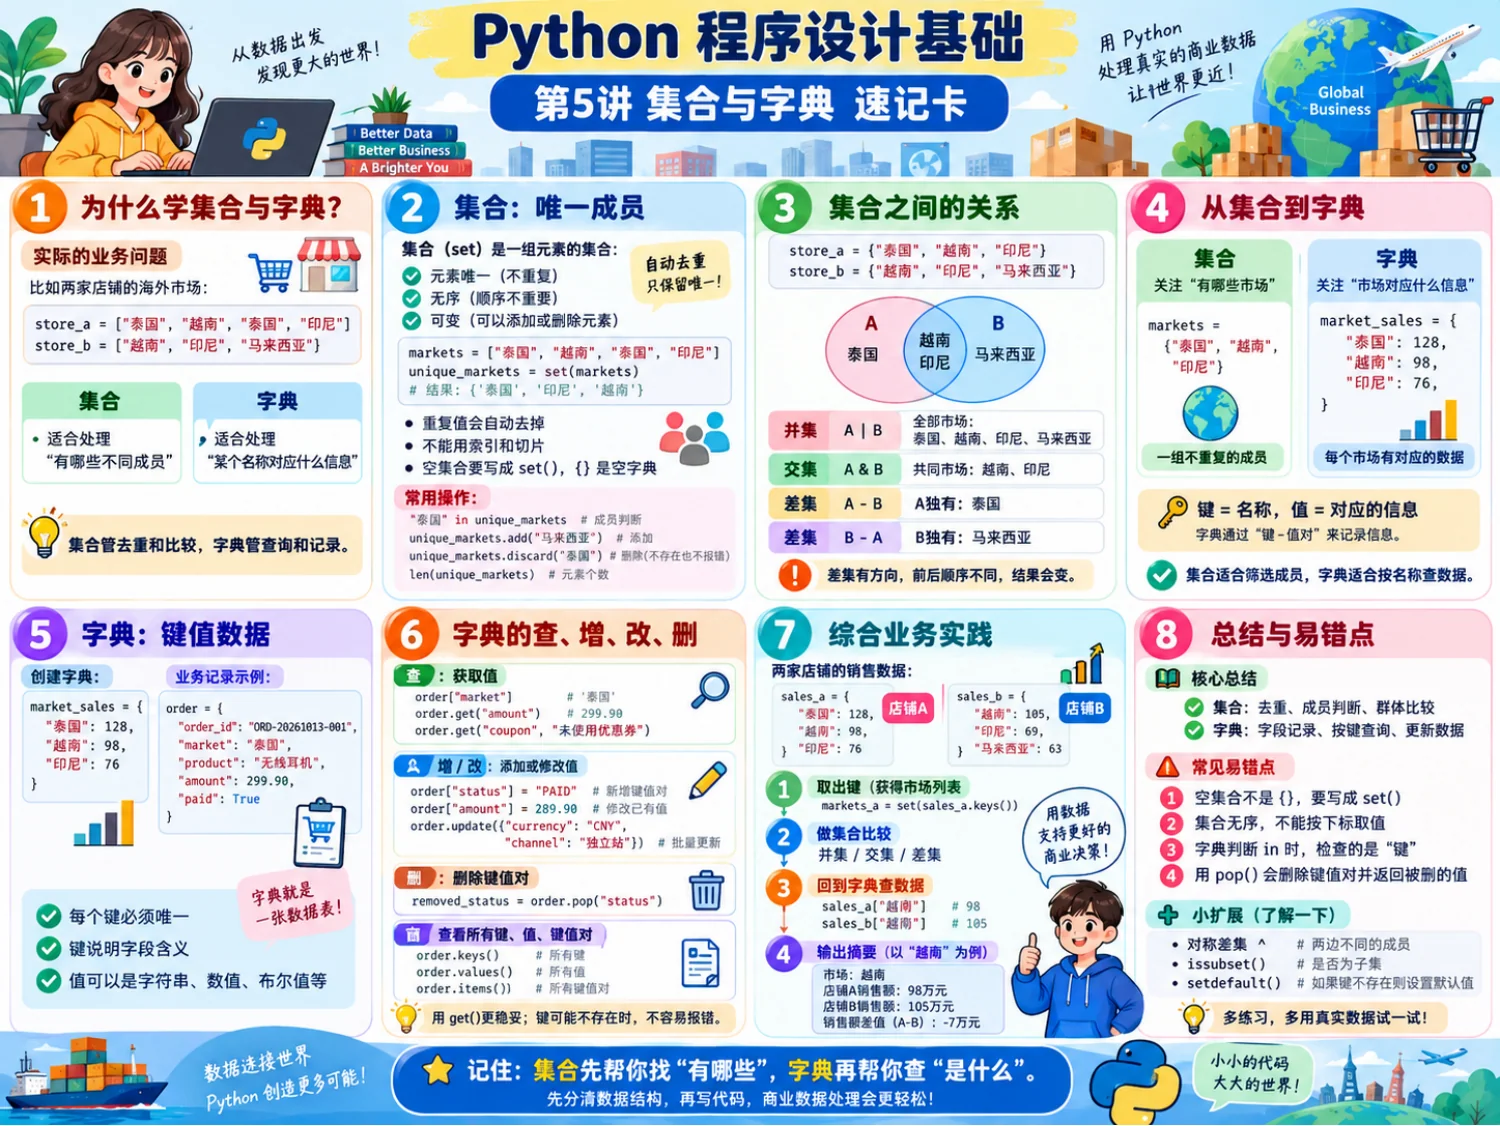 从数据出发
发现更大的世界！
Better Data
Better Business
A Brighter You
Python 程序设计基础
第5讲 集合与字典 速记卡
用 Python
处理真实的商业数据
让世界更近！
Global
Business
1 为什么学集合与字典？
实际的业务问题
比如两家店铺的海外市场：
store_a = ["泰国", "越南", "泰国", "印尼"]
store_b = ["越南", "印尼", "马来西亚"}
集合
• 适合处理
“有哪些不同成员”
字典
• 适合处理
“某个名称对应什么信息”
集合管去重和比较，字典管查询和记录。
2 集合：唯一成员
集合（set）是一组元素的集合：
元素唯一（不重复）
无序（顺序不重要）
可变（可以添加或删除元素）
自动去重
只保留唯一！
markets = ["泰国", "越南", "泰国", "印尼"]
unique_markets = set(markets)
# 结果: {'泰国', '印尼', '越南'}
• 重复值会自动去掉
• 不能用索引和切片
• 空集合要写成 set()，{} 是空字典
常用操作：
"泰国" in unique_markets # 成员判断
unique_markets.add("马来西亚") # 添加
unique_markets.discard("泰国") # 删除(不存在也不报错)
len(unique_markets) # 元素个数
3 集合之间的关系
store_a = {"泰国", "越南", "印尼"}
store_b = {"越南", "印尼", "马来西亚"}
A
泰国
越南
印尼
B
马来西亚
并集 A | B 全部市场：
泰国、越南、印尼、马来西亚
交集 A & B 共同市场：越南、印尼
差集 A - B A独有：泰国
差集 B - A B独有：马来西亚
! 差集有方向，前后顺序不同，结果会变。
4 从集合到字典
集合
关注“有哪些市场”
markets =
{"泰国", "越南",
"印尼"}
一组不重复的成员
字典
关注“市场对应什么信息”
market_sales = {
"泰国": 128,
"越南": 98,
"印尼": 76,
}
每个市场有对应的数据
键 = 名称，值 = 对应的信息
字典通过“键-值对”来记录信息。
集合适合筛选成员，字典适合按名称查数据。
5 字典：键值数据
创建字典：
market_sales = {
"泰国": 128,
"越南": 98,
"印尼": 76
}
业务记录示例：
order = {
"order_id": "ORD-20261013-001",
"market": "泰国",
"product": "无线耳机",
"amount": 299.90,
"paid": True
}
字典就是
一张数据表！
每个键必须唯一
键说明字段含义
值可以是字符串、数值、布尔值等
6 字典的查、增、改、删
查：获取值
order["market"] # '泰国'
order.get("amount") # 299.90
order.get("coupon", "未使用优惠券")
增 / 改：添加或修改值
order["status"] = "PAID" # 新增键值对
order["amount"] = 289.90 # 修改已有值
order.update({"currency": "CNY",
"channel": "独立站"}) # 批量更新
删：删除键值对
removed_status = order.pop("status")
查看所有键、值、键值对
order.keys() # 所有键
order.values() # 所有值
order.items()) # 所有键值对
用 get()更稳妥；键可能不存在时，不容易报错。
7 综合业务实践
两家店铺的销售数据：
sales_a = {
"泰国": 128,
"越南": 98,
"印尼": 76
}
店铺A
sales_b = {
"越南": 105,
"印尼": 69,
"马来西亚": 63
}
店铺B
1 取出键（获得市场列表
markets_a = set(sales_a.keys())
2 做集合比较
并集 / 交集 / 差集
3 回到字典查数据
sales_a["越南"] # 98
sales_b["越南"] # 105
4 输出摘要（以“越南”为例）
市场：越南
店铺A销售额：98万元
店铺B销售额：105万元
销售额差值（A-B）：-7万元
用数据
支持更好的
商业决策！
8 总结与易错点
核心总结
集合：去重、成员判断、群体比较
字典：字段记录、按键查询、更新数据
常见易错点
1 空集合不是 {}，要写成 set()
2 集合无序，不能按下标取值
3 字典判断 in 时，检查的是“键”
4 用 pop() 会删除键值对并返回被删的值
小扩展（了解一下）
• 对称差集 ^ # 两边不同的成员
• issubset() # 是否为子集
• setdefault() # 如果键不存在则设置默认值
多练习，多用真实数据试一试！
数据连接世界
Python 创造更多可能！
记住：集合先帮你找“有哪些”，字典再帮你查“是什么”。
先分清数据结构，再写代码，商业数据处理会更轻松！
小小的代码
大大的世界！